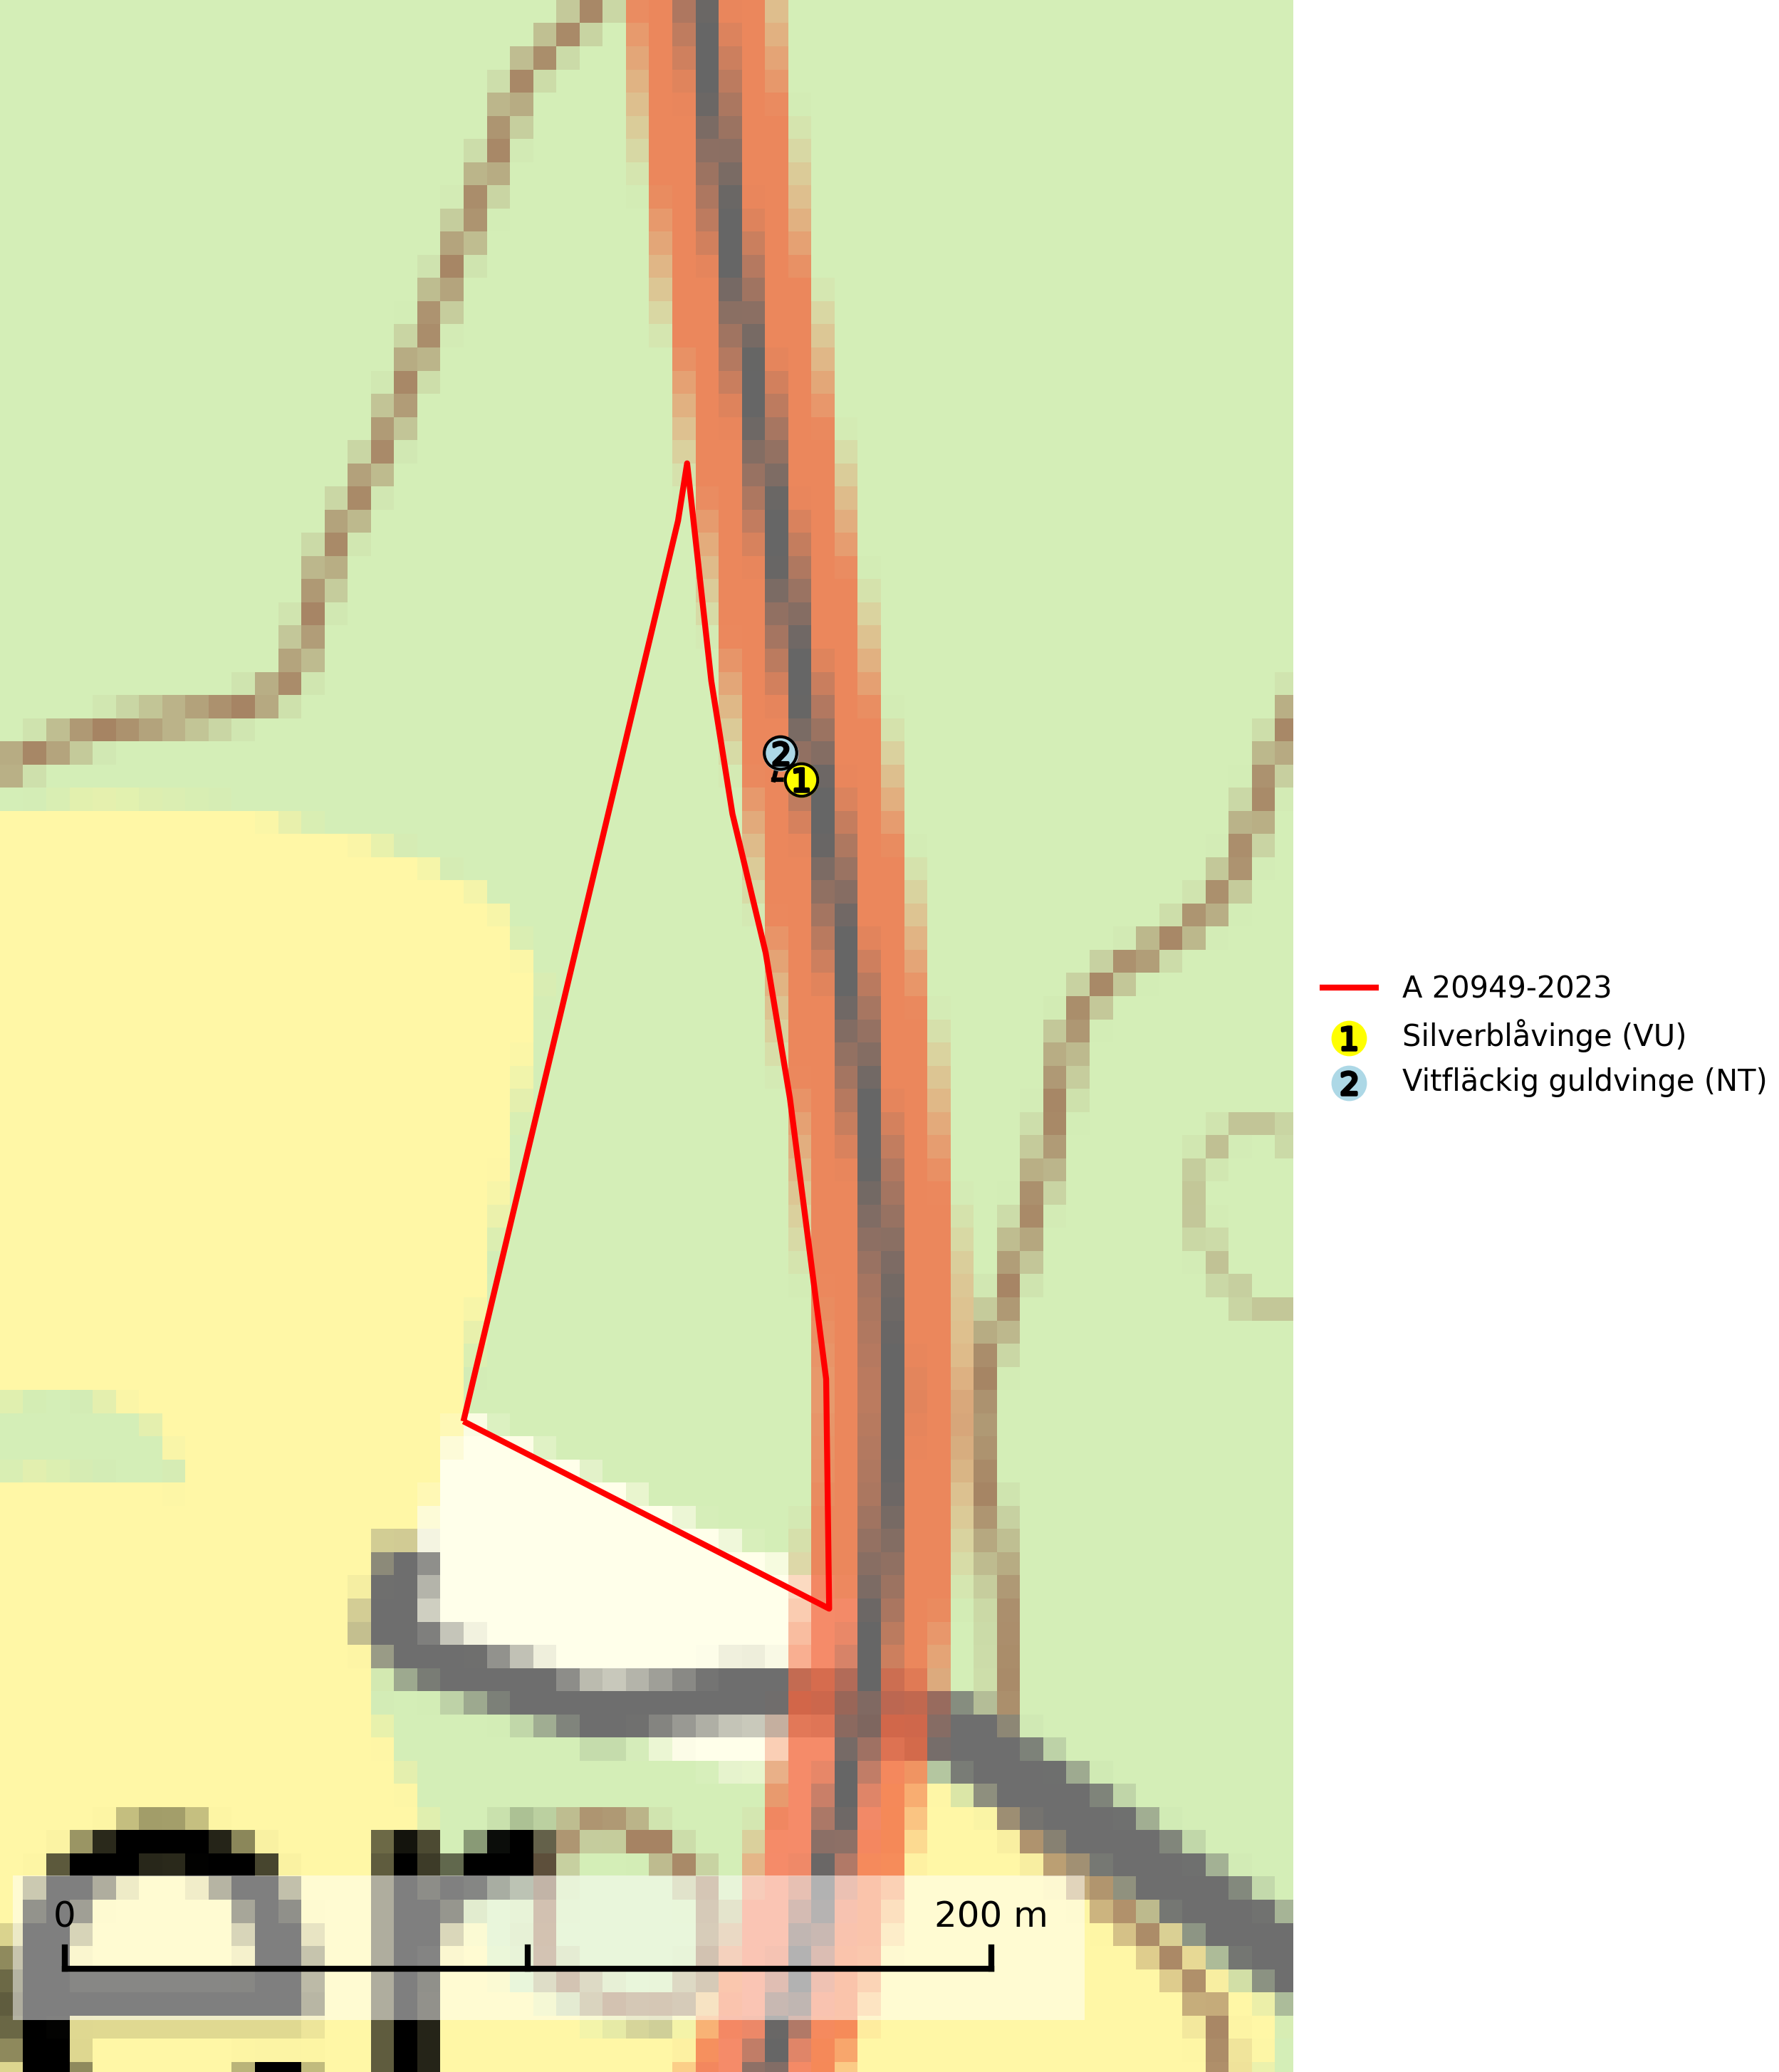 2
1
A 20949-2023
1 Silverblåvinge (VU)
2 Vitfläckig guldvinge (NT)
0 200 m